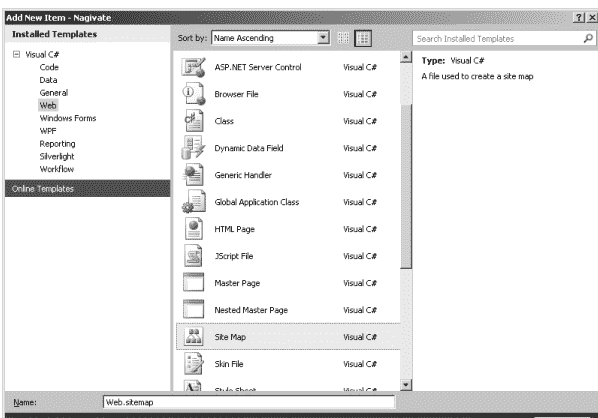 Add New Item - Nagivate
Installed Templates
Visual C#
Code
Data
General
Web
Windows Forms
WPF
Reporting
Silverlight
Workflow
Online Templates
Sort by: Name Ascending
ASP.NET Server Control Visual C#
Browser File Visual C#
Class Visual C#
Dynamic Data Field Visual C#
Generic Handler Visual C#
Global Application Class Visual C#
HTML Page Visual C#
JScript File Visual C#
Master Page Visual C#
Nested Master Page Visual C#
Site Map Visual C#
Skin File Visual C#
Style Sheet Visual C#
Search Installed Templates
Type: Visual C#
A file used to create a site map
Name: Web.sitemap